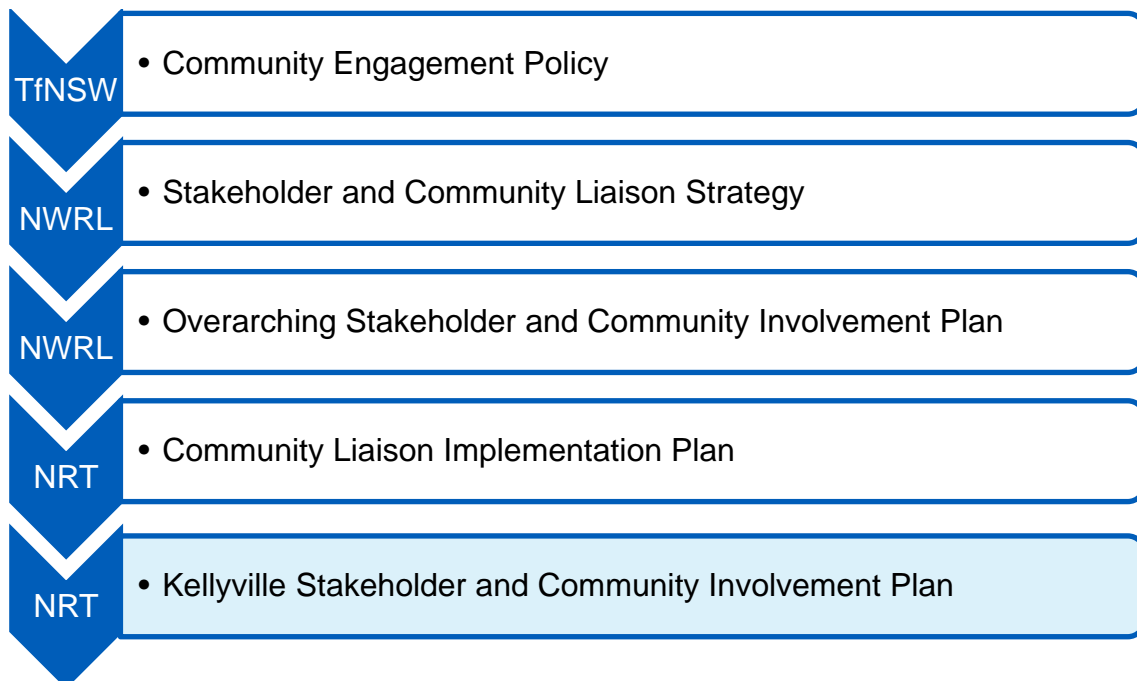 TfNSW
• Community Engagement Policy
NWRL
• Stakeholder and Community Liaison Strategy
NWRL
• Overarching Stakeholder and Community Involvement Plan
NRT
• Community Liaison Implementation Plan
NRT
• Kellyville Stakeholder and Community Involvement Plan